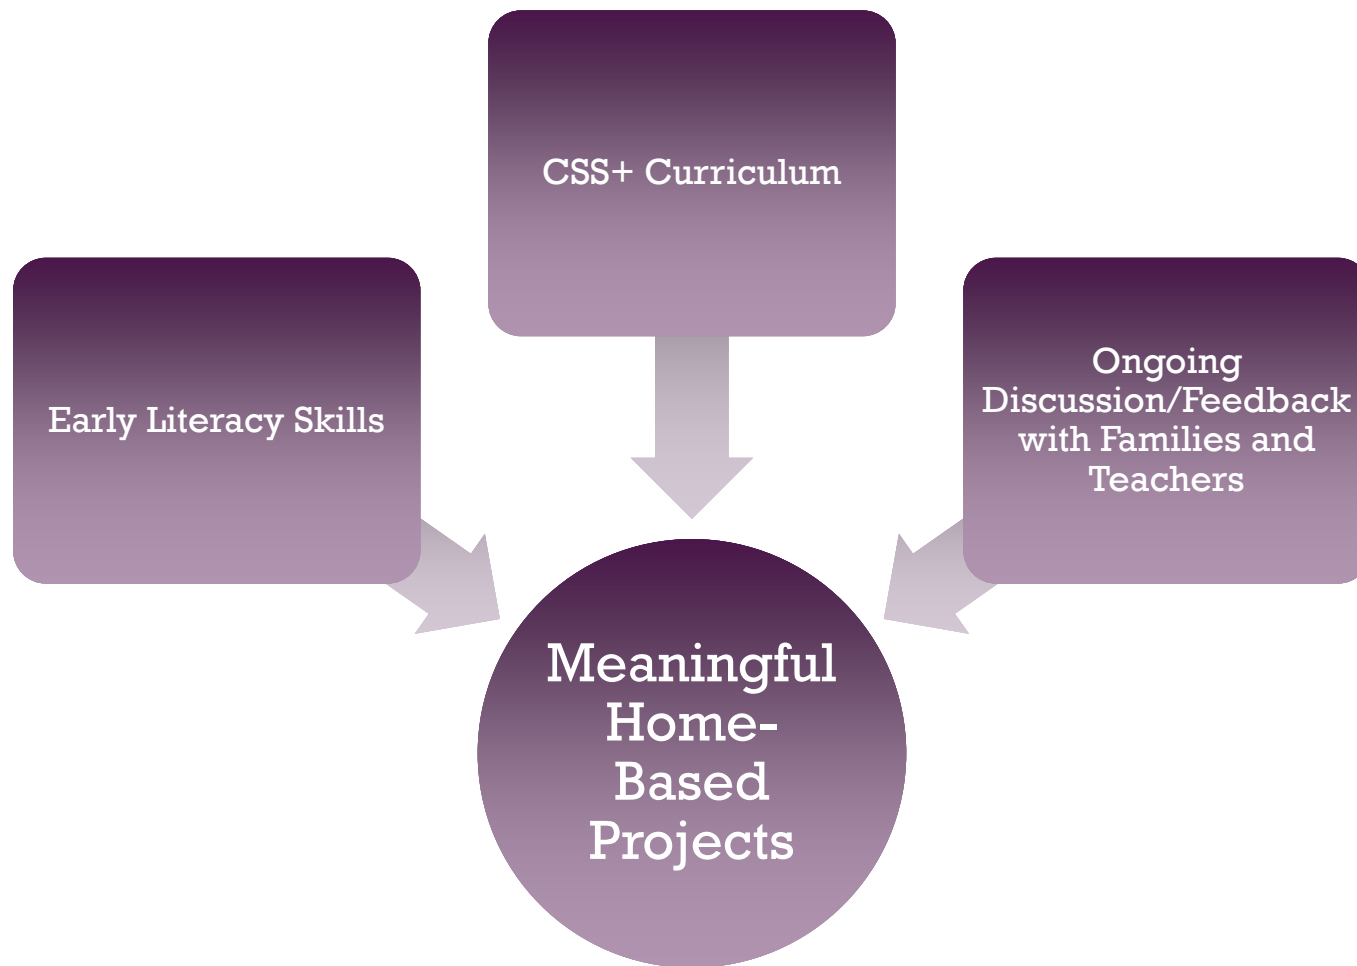 CSS+ Curriculum
Early Literacy Skills
Ongoing
Discussion/Feedback
with Families and
Teachers
Meaningful
Home-
Based
Projects